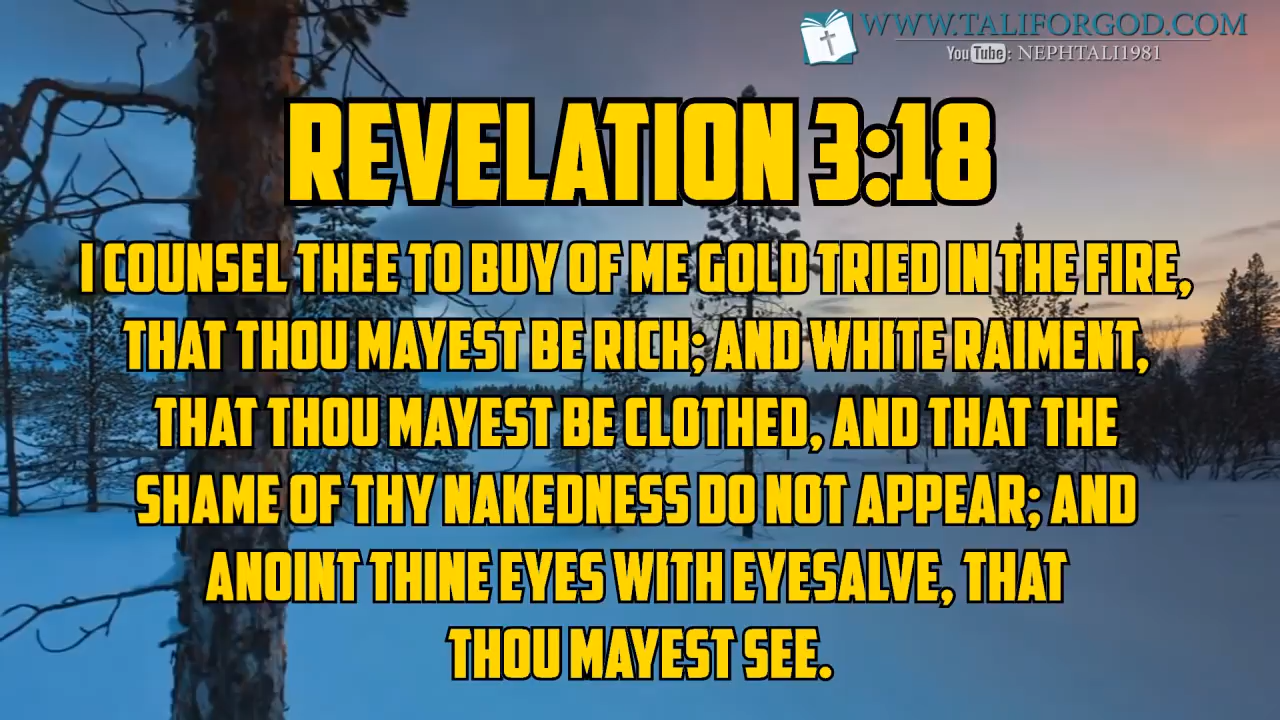 WWW.TALIFORGOD.COM
YouTube: NEPHTALI1981
REVELATION 3:18
I COUNSEL THEE TO BUY OF ME GOLD TRIED IN THE FIRE,
THAT THOU MAYEST BE RICH; AND WHITE RAIMENT,
THAT THOU MAYEST BE CLOTHED, AND THAT THE
SHAME OF THY NAKEDNESS DO NOT APPEAR; AND
ANOINT THINE EYES WITH EYESALVE, THAT
THOU MAYEST SEE.